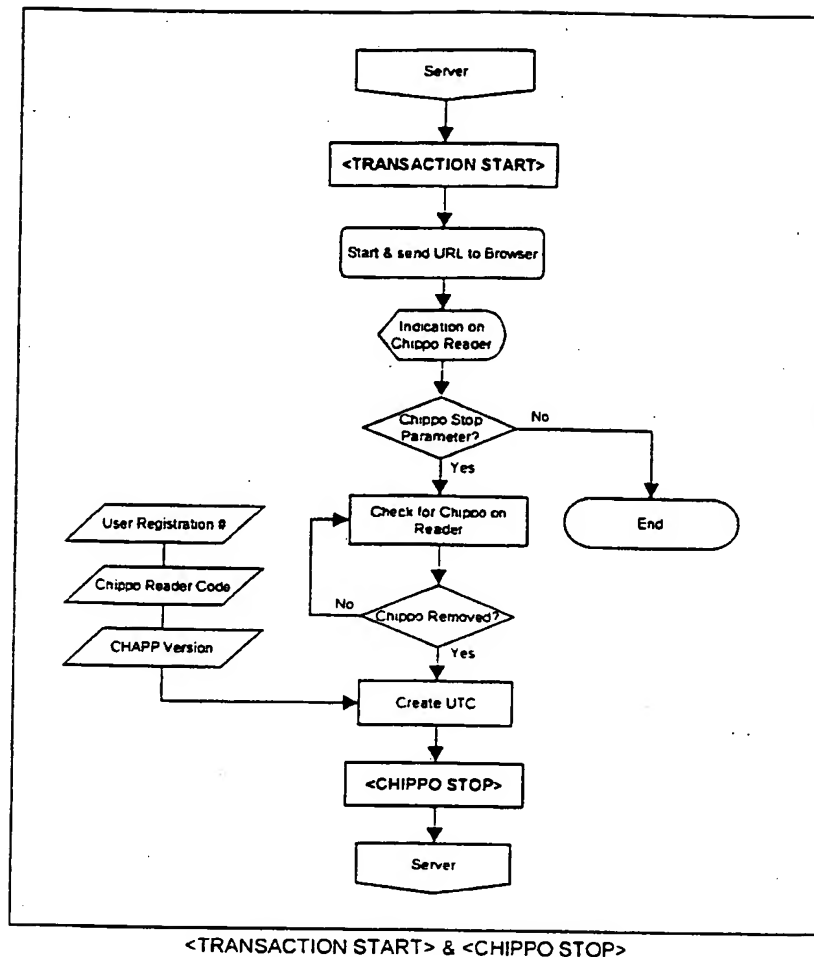 Server
<TRANSACTION START>
Start & send URL to Browser
Indication on
Chippo Reader
Chippo Stop
Parameter?
No
Yes
User Registration #
Check for Chippo on
Reader
End
Chippo Reader Code
No
Chippo Removed?
CHAPP Version
Yes
Create UTC
<CHIPPO STOP>
Server
<TRANSACTION START> & <CHIPPO STOP>